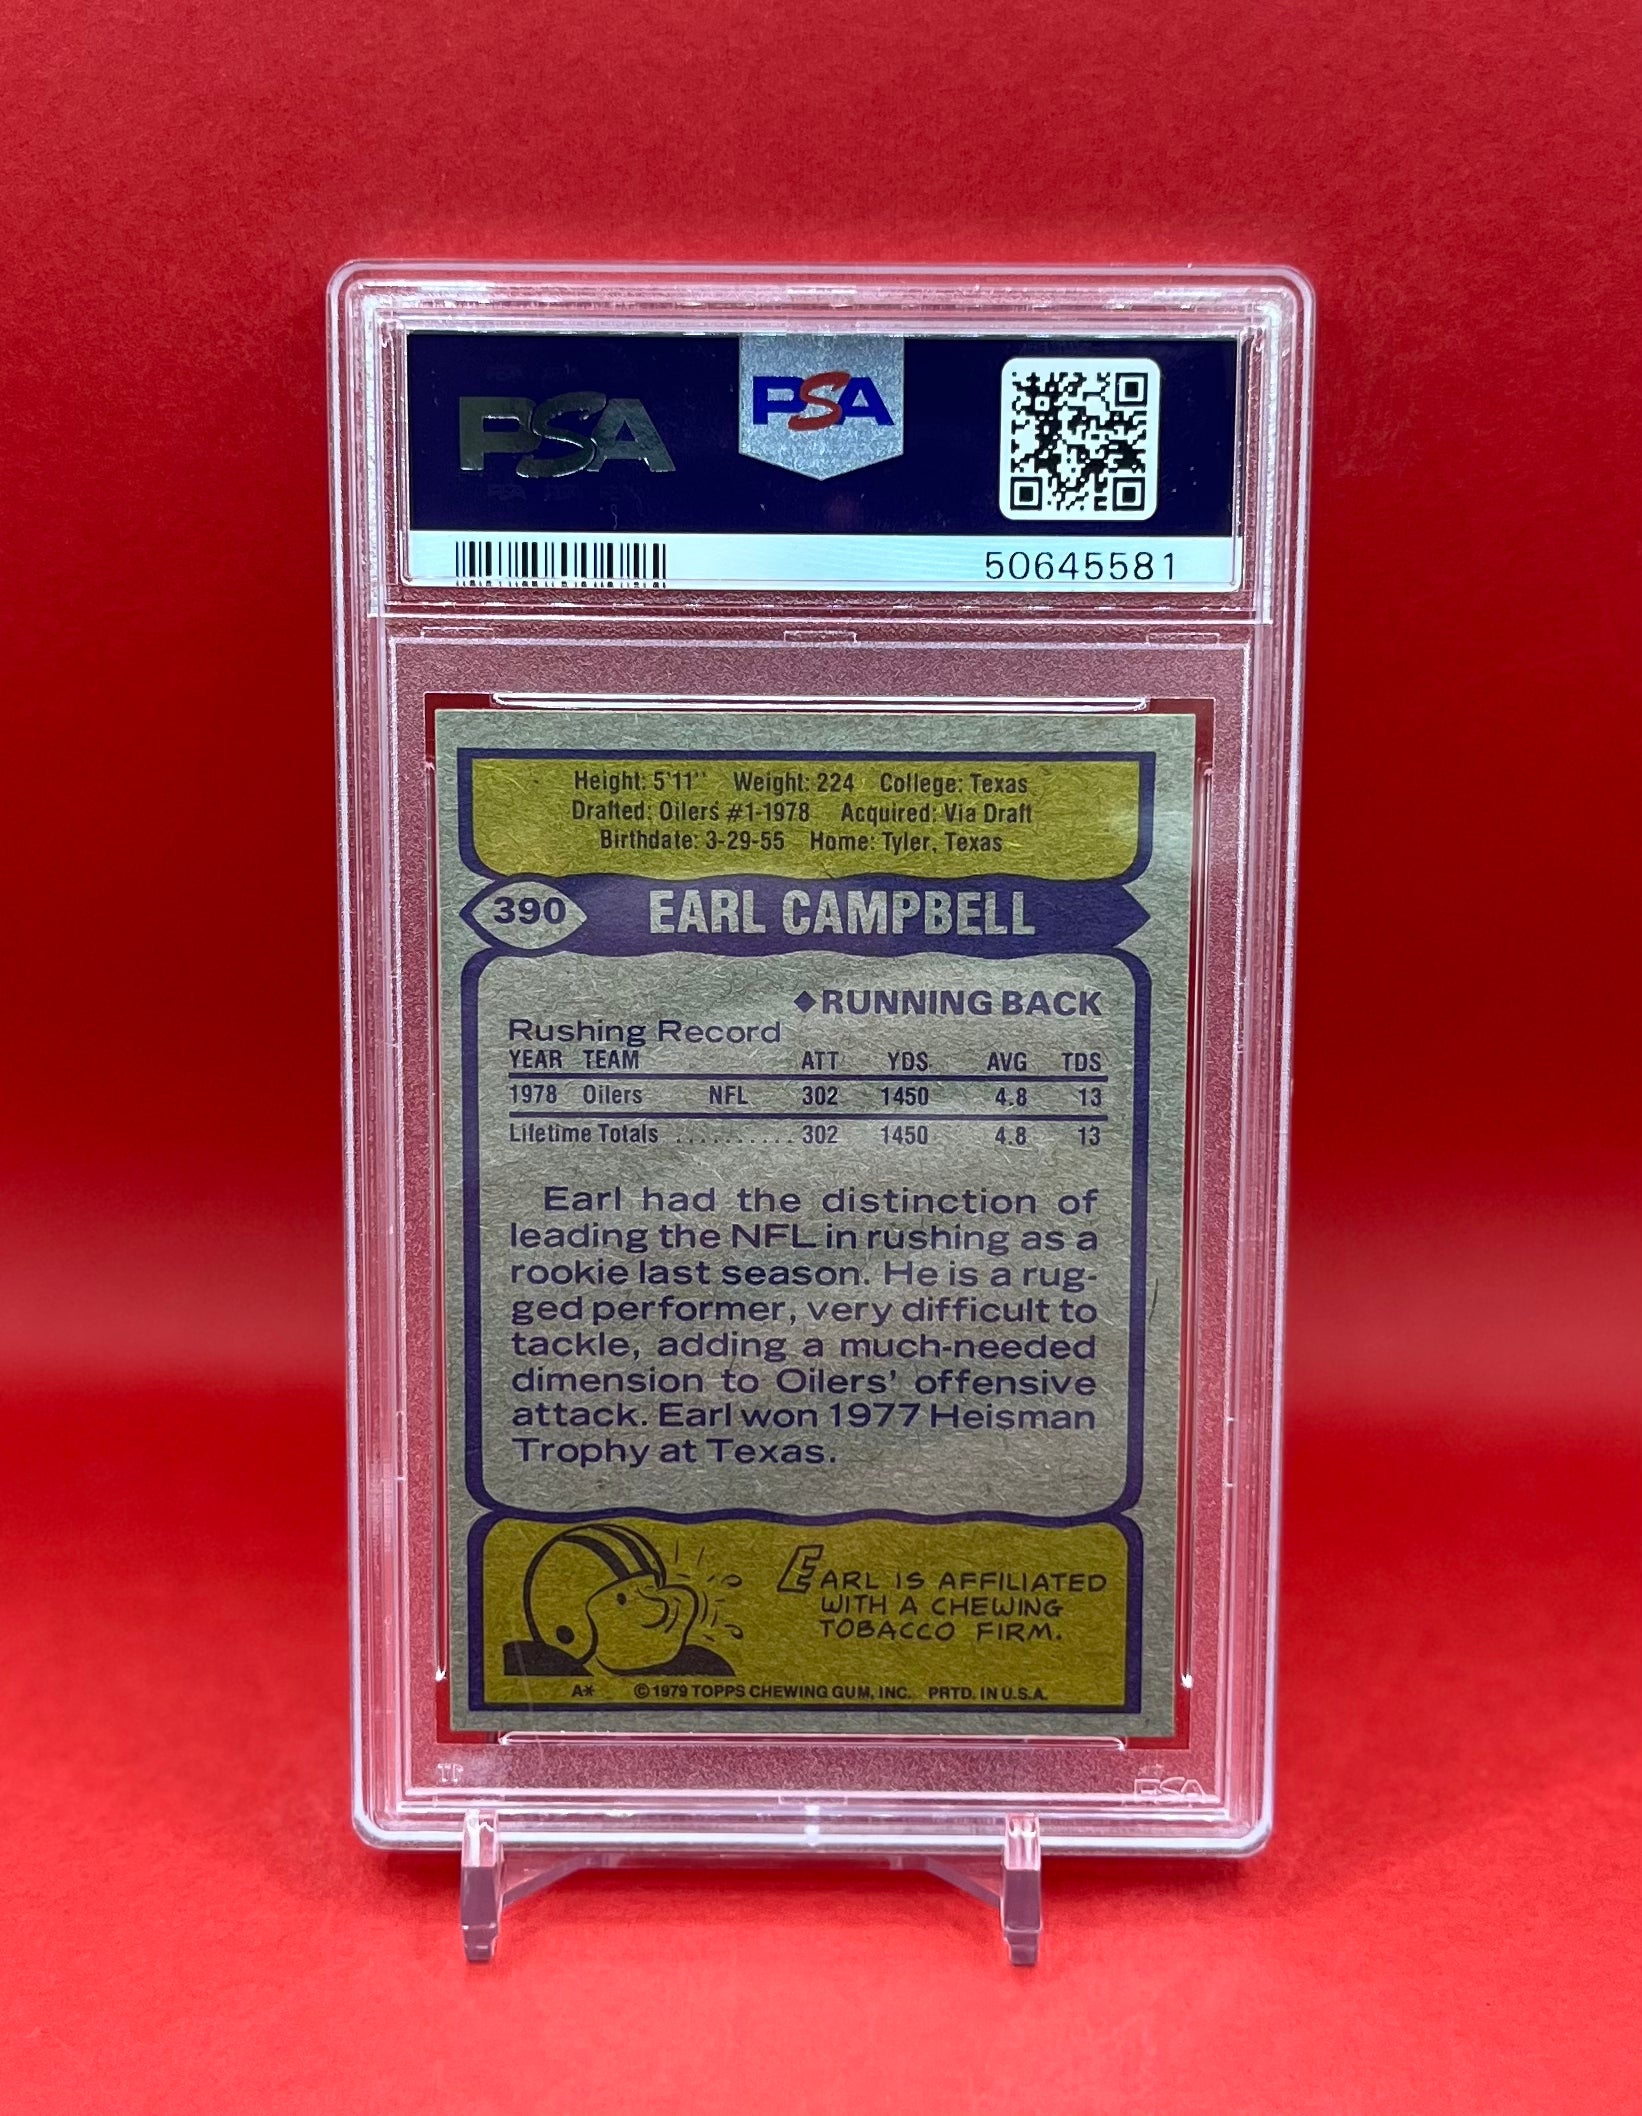 PSA
PSA
50645581
Height: 5'11" Weight: 224 College: Texas
Drafted: Oilers #1-1978 Acquired: Via Draft
Birthdate: 3-29-55 Home: Tyler, Texas
390 EARL CAMPBELL
◆RUNNING BACK
Rushing Record
YEAR TEAM ATT YDS. AVG TDS
1978 Oilers NFL 302 1450 4.8 13
Lifetime Totals .......... 302 1450 4.8 13
Earl had the distinction of
leading the NFL in rushing as a
rookie last season. He is a rug-
ged performer, very difficult to
tackle, adding a much-needed
dimension to Oilers' offensive
attack. Earl won 1977 Heisman
Trophy at Texas.
EARL IS AFFILIATED
WITH A CHEWING
TOBACCO FIRM.
A* ©1979 TOPPS CHEWING GUM, INC. PRTD. IN U.S.A.
PSA